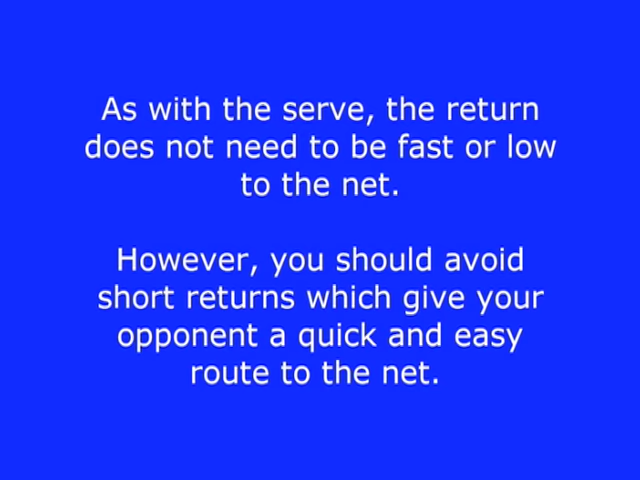 As with the serve, the return
does not need to be fast or low
to the net.
However, you should avoid
short returns which give your
opponent a quick and easy
route to the net.